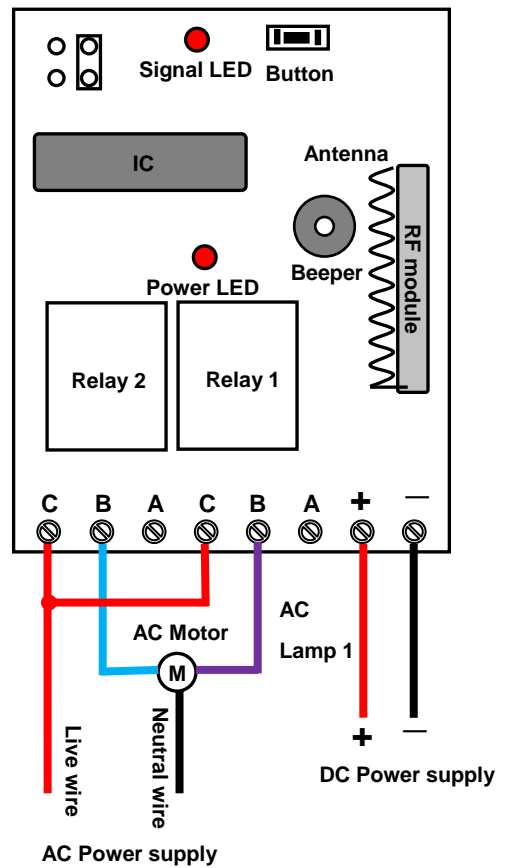 Signal LED Button
IC
Antenna
RF module
Beeper
Power LED
Relay 2 Relay 1
C B A C B A + —
AC Motor
AC
Lamp 1
M
Live wire
Neutral wire
+ —
DC Power supply
AC Power supply